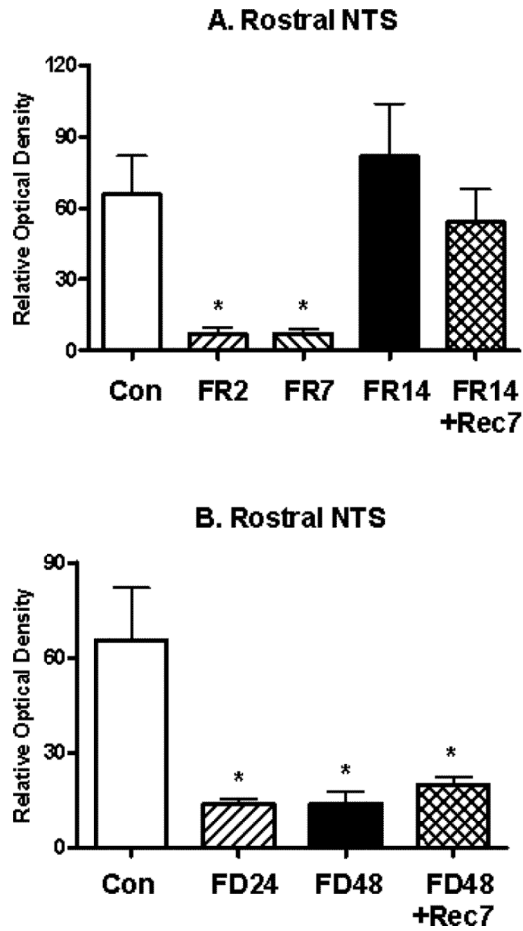 A. Rostral NTS
Relative Optical Density
120
90
60
30
0
* *
Con FR2 FR7 FR14 FR14
+Rec7
B. Rostral NTS
Relative Optical Density
90
60
30
0
* * *
Con FD24 FD48 FD48
+Rec7